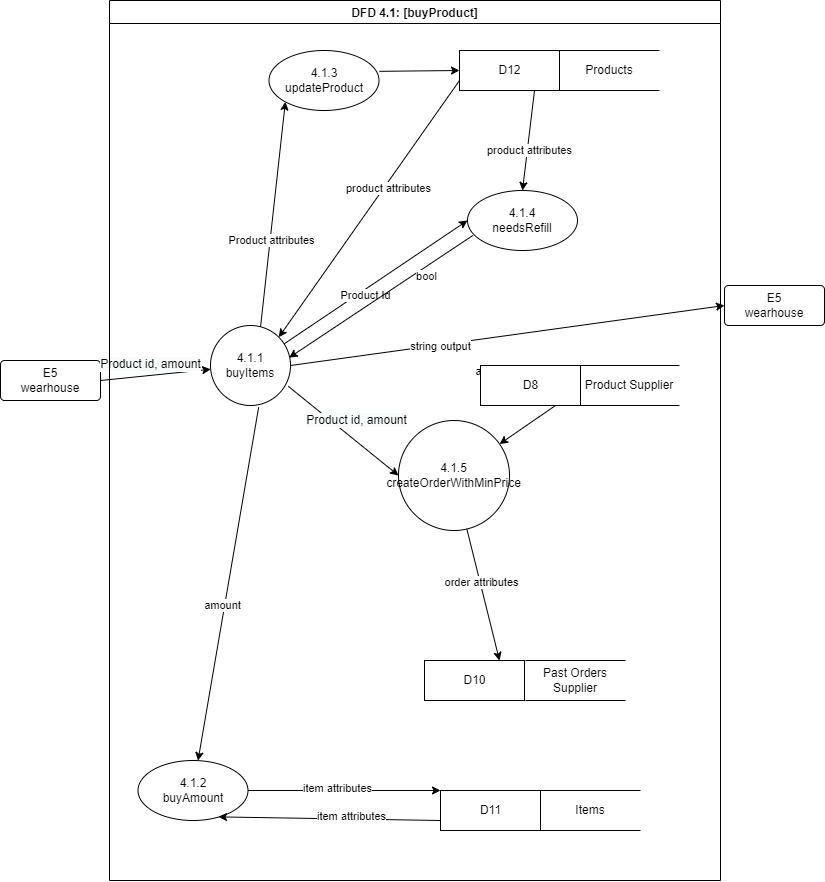 DFD 4.1: [buyProduct]
4.1.3
updateProduct
D12
Products
product attributes
product attributes
4.1.4
needsRefill
Product attributes
bool
Product Id
E5
wearhouse
string output
4.1.1
buyItems
Product id, amount
E5
wearhouse
a
D8
Product Supplier
Product id, amount
4.1.5
createOrderWithMinPrice
order attributes
amount
D10
Past Orders
Supplier
4.1.2
buyAmount
item attributes
item attributes
D11
Items